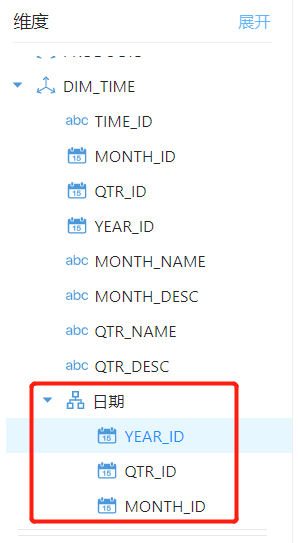 维度 展开
DIM_TIME
abc TIME_ID
15 MONTH_ID
15 QTR_ID
15 YEAR_ID
abc MONTH_NAME
abc MONTH_DESC
abc QTR_NAME
abc QTR_DESC
日期
15 YEAR_ID
15 QTR_ID
15 MONTH_ID